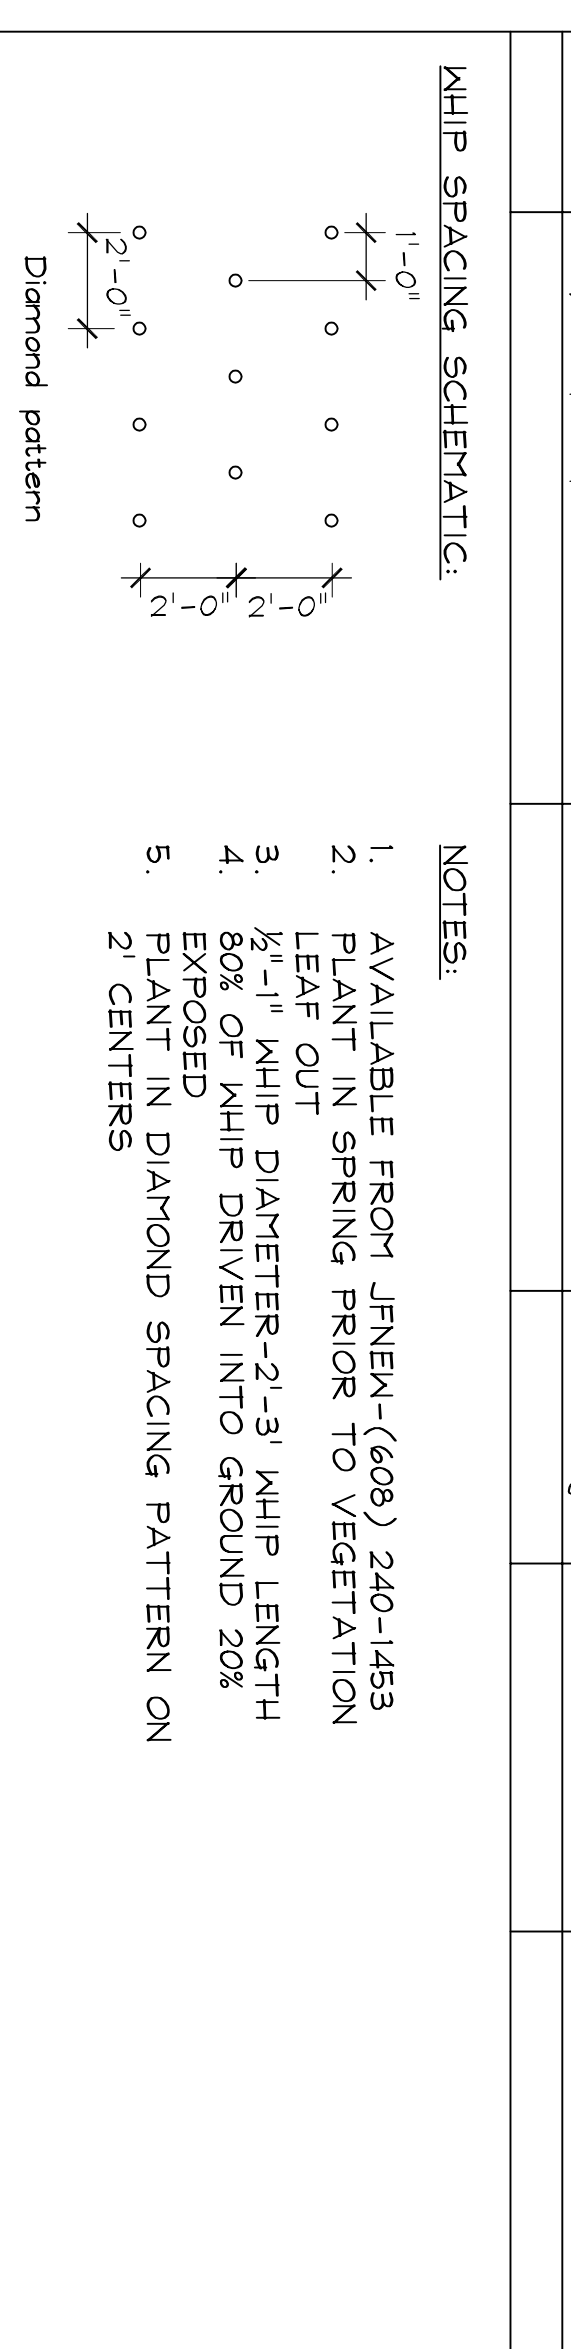 WHIP SPACING SCHEMATIC:
1'-0"
2'-0"
2'-0"
2'-0"
Diamond pattern
NOTES:
1. AVAILABLE FROM JFNEW-(608) 240-1453
2. PLANT IN SPRING PRIOR TO VEGETATION
LEAF OUT
3. ½"-1" WHIP DIAMETER-2'-3' WHIP LENGTH
4. 80% OF WHIP DRIVEN INTO GROUND 20%
EXPOSED
5. PLANT IN DIAMOND SPACING PATTERN ON
2' CENTERS